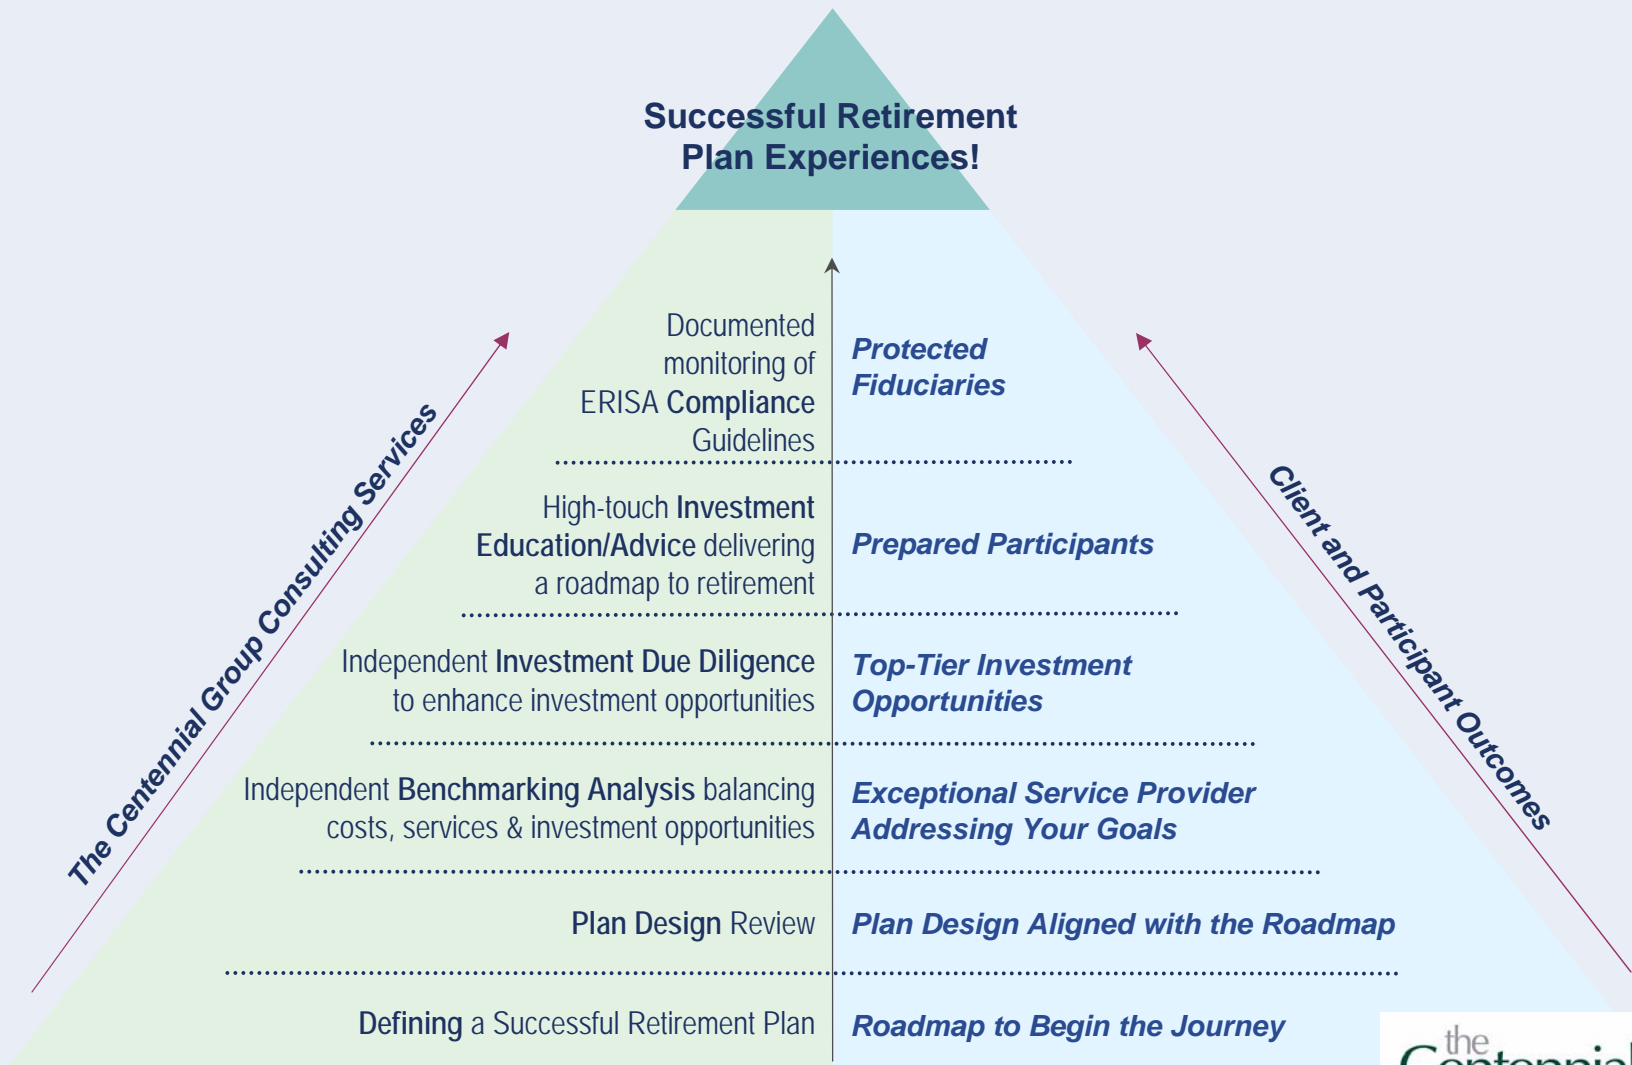 Successful Retirement
Plan Experiences!
The Centennial Group Consulting Services
Client and Participant Outcomes
Documented
monitoring of
ERISA Compliance
Guidelines
Protected
Fiduciaries
High-touch Investment
Education/Advice delivering
a roadmap to retirement
Prepared Participants
Independent Investment Due Diligence
to enhance investment opportunities
Top-Tier Investment
Opportunities
Independent Benchmarking Analysis balancing
costs, services & investment opportunities
Exceptional Service Provider
Addressing Your Goals
Plan Design Review
Plan Design Aligned with the Roadmap
Defining a Successful Retirement Plan
Roadmap to Begin the Journey
the
Centennial